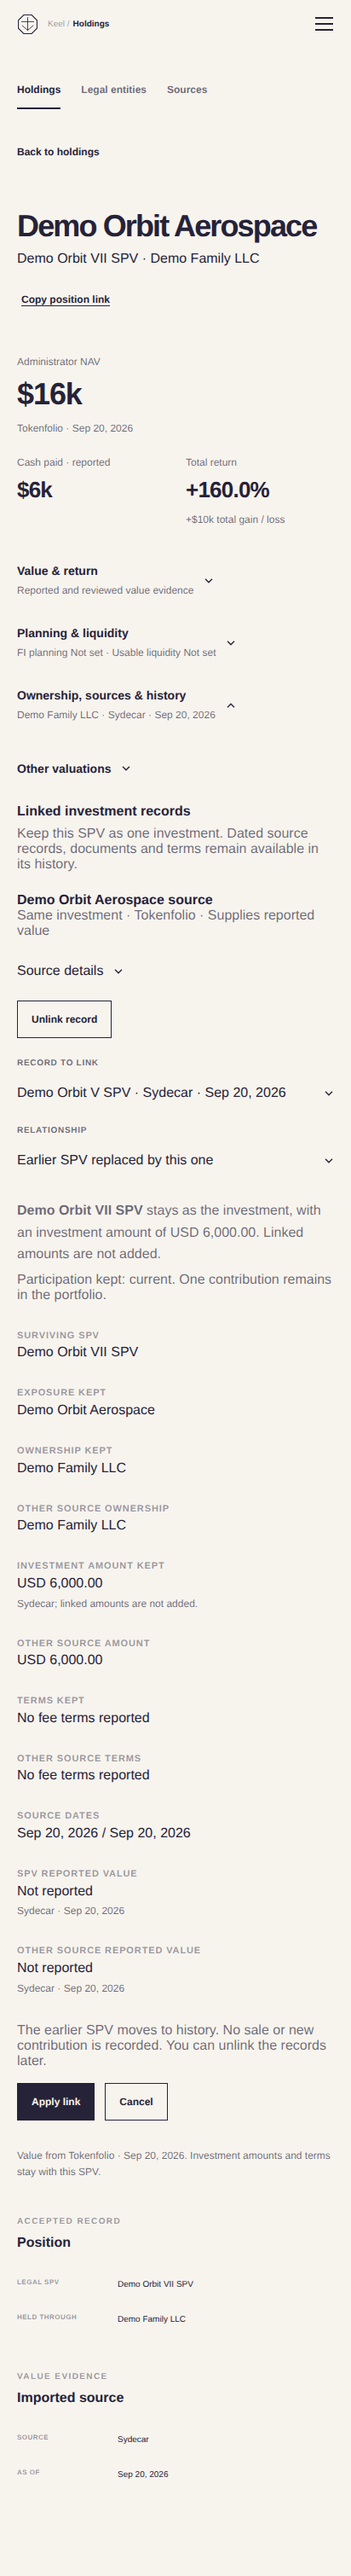 Keel / Holdings
Holdings Legal entities Sources
Back to holdings
Demo Orbit Aerospace
Demo Orbit VII SPV · Demo Family LLC
Copy position link
Administrator NAV
$16k
Tokenfolio · Sep 20, 2026
Cash paid · reported Total return
$6k +160.0%
+$10k total gain / loss
Value & return
Reported and reviewed value evidence
Planning & liquidity
FI planning Not set · Usable liquidity Not set
Ownership, sources & history
Demo Family LLC · Sydecar · Sep 20, 2026
Other valuations
Linked investment records
Keep this SPV as one investment. Dated source
records, documents and terms remain available in
its history.
Demo Orbit Aerospace source
Same investment · Tokenfolio · Supplies reported
value
Source details
Unlink record
RECORD TO LINK
Demo Orbit V SPV · Sydecar · Sep 20, 2026
RELATIONSHIP
Earlier SPV replaced by this one
Demo Orbit VII SPV stays as the investment, with
an investment amount of USD 6,000.00. Linked
amounts are not added.
Participation kept: current. One contribution remains
in the portfolio.
SURVIVING SPV
Demo Orbit VII SPV
EXPOSURE KEPT
Demo Orbit Aerospace
OWNERSHIP KEPT
Demo Family LLC
OTHER SOURCE OWNERSHIP
Demo Family LLC
INVESTMENT AMOUNT KEPT
USD 6,000.00
Sydecar; linked amounts are not added.
OTHER SOURCE AMOUNT
USD 6,000.00
TERMS KEPT
No fee terms reported
OTHER SOURCE TERMS
No fee terms reported
SOURCE DATES
Sep 20, 2026 / Sep 20, 2026
SPV REPORTED VALUE
Not reported
Sydecar · Sep 20, 2026
OTHER SOURCE REPORTED VALUE
Not reported
Sydecar · Sep 20, 2026
The earlier SPV moves to history. No sale or new
contribution is recorded. You can unlink the records
later.
Apply link Cancel
Value from Tokenfolio · Sep 20, 2026. Investment amounts and terms
stay with this SPV.
ACCEPTED RECORD
Position
LEGAL SPV Demo Orbit VII SPV
HELD THROUGH Demo Family LLC
VALUE EVIDENCE
Imported source
SOURCE Sydecar
AS OF Sep 20, 2026